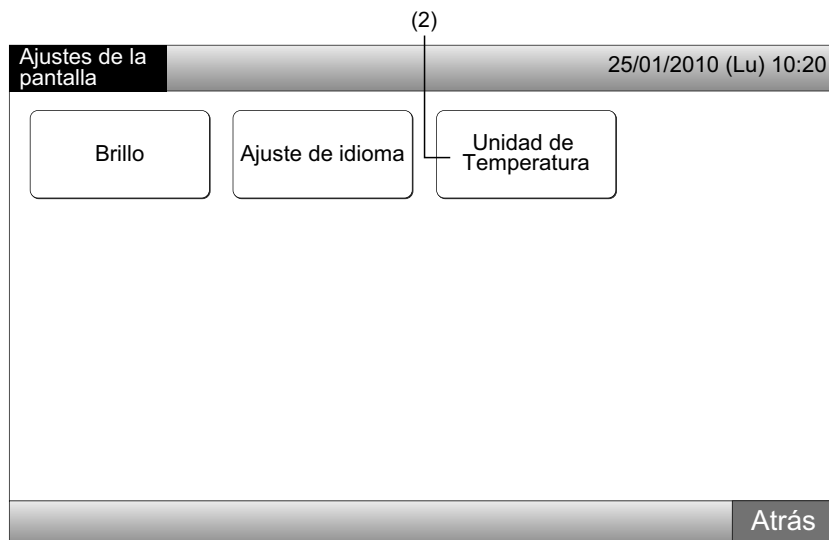 (2)
Ajustes de la
pantalla
25/01/2010 (Lu) 10:20
Brillo
Ajuste de idioma
Unidad de
Temperatura
Atrás